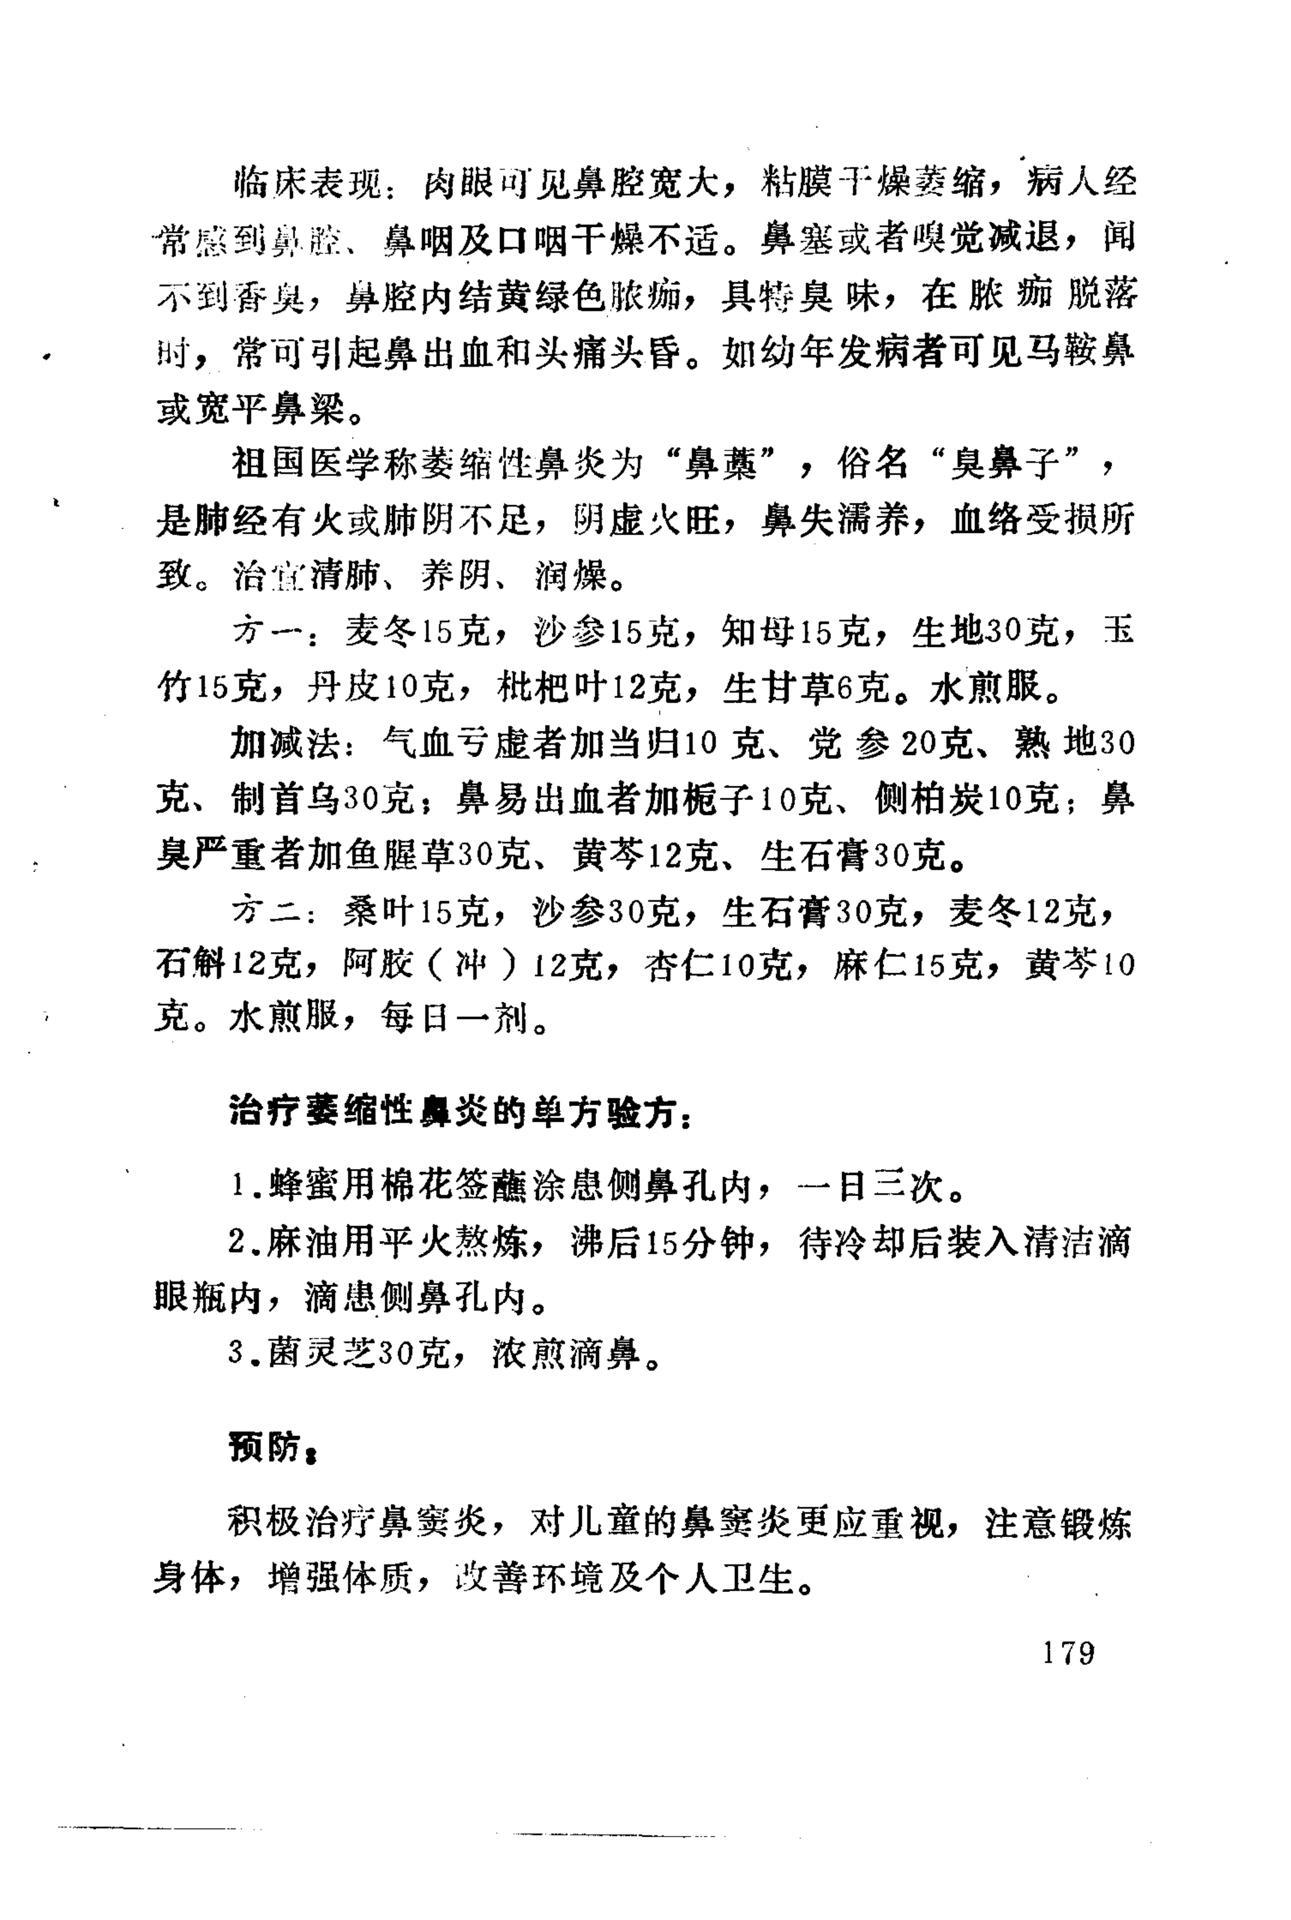 临床表现：肉眼可见鼻腔宽大，粘膜干燥萎缩，病人经
常感到鼻腔、鼻咽及口咽干燥不适。鼻塞或者嗅觉减退，闻
不到香臭，鼻腔内结黄绿色脓痂，具特臭味，在脓痂脱落
时，常可引起鼻出血和头痛头昏。如幼年发病者可见马鞍鼻
或宽平鼻梁。
祖国医学称萎缩性鼻炎为“鼻藁”，俗名“臭鼻子”，
是肺经有火或肺阴不足，阴虚火旺，鼻失濡养，血络受损所
致。治宜清肺、养阴、润燥。
方一：麦冬15克，沙参15克，知母15克，生地30克，玉
竹15克，丹皮10克，枇杷叶12克，生甘草6克。水煎服。
加减法：气血亏虚者加当归10克、党参20克、熟地30
克、制首乌30克；鼻易出血者加栀子10克、侧柏炭10克；鼻
臭严重者加鱼腥草30克、黄芩12克、生石膏30克。
方二：桑叶15克，沙参30克，生石膏30克，麦冬12克，
石斛12克，阿胶（冲）12克，杏仁10克，麻仁15克，黄芩10
克。水煎服，每日一剂。
治疗萎缩性鼻炎的单方验方：
1.蜂蜜用棉花签蘸涂患侧鼻孔内，一日三次。
2.麻油用平火熬炼，沸后15分钟，待冷却后装入清洁滴
眼瓶内，滴患侧鼻孔内。
3.菌灵芝30克，浓煎滴鼻。
预防：
积极治疗鼻窦炎，对儿童的鼻窦炎更应重视，注意锻炼
身体，增强体质，改善环境及个人卫生。
179